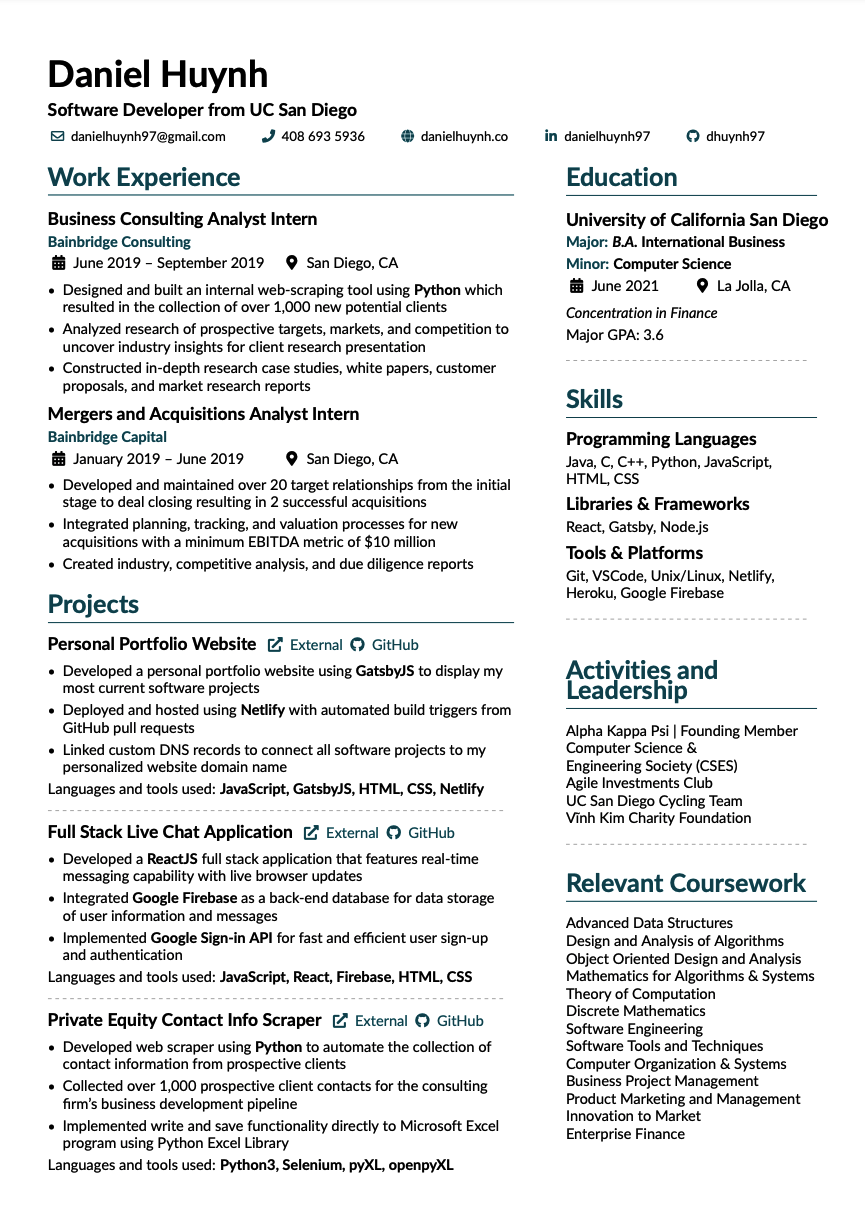 Daniel Huynh
Software Developer from UC San Diego
danielhuynh97@gmail.com 408 693 5936 danielhuynh.co danielhuynh97 dhuynh97
Work Experience
Business Consulting Analyst Intern
Bainbridge Consulting
June 2019 – September 2019 San Diego, CA
• Designed and built an internal web-scraping tool using Python which
resulted in the collection of over 1,000 new potential clients
• Analyzed research of prospective targets, markets, and competition to
uncover industry insights for client research presentation
• Constructed in-depth research case studies, white papers, customer
proposals, and market research reports
Mergers and Acquisitions Analyst Intern
Bainbridge Capital
January 2019 – June 2019 San Diego, CA
• Developed and maintained over 20 target relationships from the initial
stage to deal closing resulting in 2 successful acquisitions
• Integrated planning, tracking, and valuation processes for new
acquisitions with a minimum EBITDA metric of $10 million
• Created industry, competitive analysis, and due diligence reports
Projects
Personal Portfolio Website External GitHub
• Developed a personal portfolio website using GatsbyJS to display my
most current software projects
• Deployed and hosted using Netlify with automated build triggers from
GitHub pull requests
• Linked custom DNS records to connect all software projects to my
personalized website domain name
Languages and tools used: JavaScript, GatsbyJS, HTML, CSS, Netlify
Full Stack Live Chat Application External GitHub
• Developed a ReactJS full stack application that features real-time
messaging capability with live browser updates
• Integrated Google Firebase as a back-end database for data storage
of user information and messages
• Implemented Google Sign-in API for fast and efficient user sign-up
and authentication
Languages and tools used: JavaScript, React, Firebase, HTML, CSS
Private Equity Contact Info Scraper External GitHub
• Developed web scraper using Python to automate the collection of
contact information from prospective clients
• Collected over 1,000 prospective client contacts for the consulting
firm's business development pipeline
• Implemented write and save functionality directly to Microsoft Excel
program using Python Excel Library
Languages and tools used: Python3, Selenium, pyXL, openpyXL
Education
University of California San Diego
Major: B.A. International Business
Minor: Computer Science
June 2021 La Jolla, CA
Concentration in Finance
Major GPA: 3.6
Skills
Programming Languages
Java, C, C++, Python, JavaScript,
HTML, CSS
Libraries & Frameworks
React, Gatsby, Node.js
Tools & Platforms
Git, VSCode, Unix/Linux, Netlify,
Heroku, Google Firebase
Activities and
Leadership
Alpha Kappa Psi | Founding Member
Computer Science &
Engineering Society (CSES)
Agile Investments Club
UC San Diego Cycling Team
Vĩnh Kim Charity Foundation
Relevant Coursework
Advanced Data Structures
Design and Analysis of Algorithms
Object Oriented Design and Analysis
Mathematics for Algorithms & Systems
Theory of Computation
Discrete Mathematics
Software Engineering
Software Tools and Techniques
Computer Organization & Systems
Business Project Management
Product Marketing and Management
Innovation to Market
Enterprise Finance